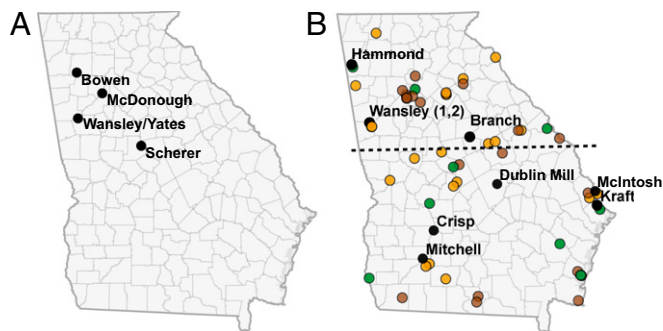 A
Bowen
McDonough
Wansley/Yates
Scherer
B
Hammond
Wansley (1,2)
Branch
Dublin Mill
McIntosh
Kraft
Crisp
Mitchell